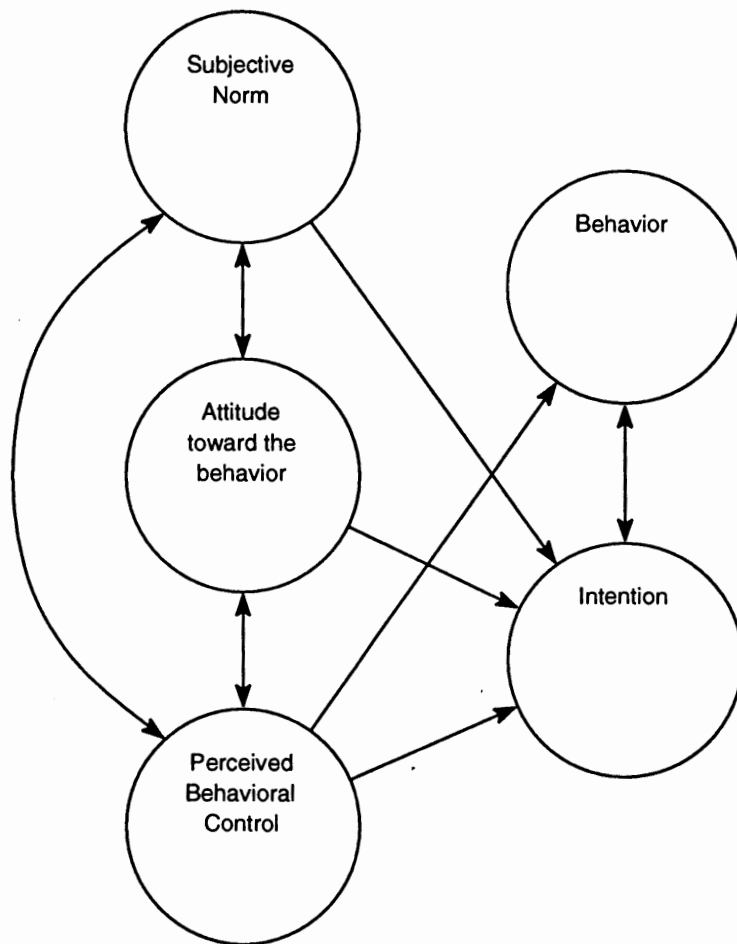 Subjective
Norm
Behavior
Attitude
toward the
behavior
Intention
Perceived
Behavioral
Control